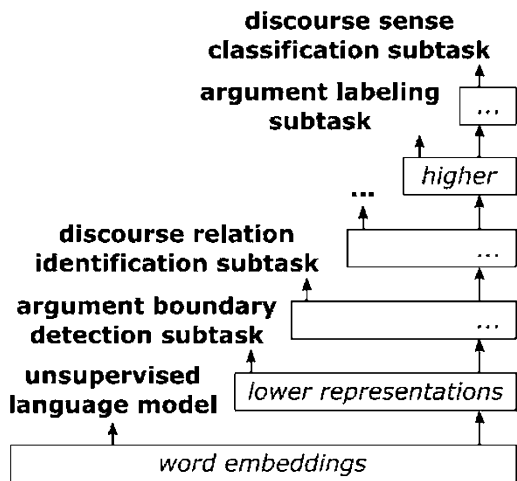 discourse sense
classification subtask
argument labeling
subtask
...
higher
...
discourse relation
identification subtask
...
argument boundary
detection subtask
...
unsupervised
language model
lower representations
word embeddings